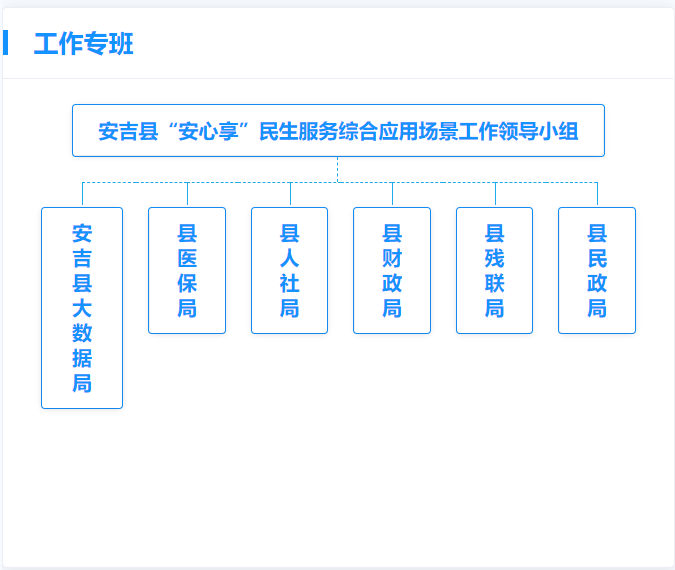 工作专班
安吉县“安心享”民生服务综合应用场景工作领导小组
安吉县大数据局
县医保局
县人社局
县财政局
县残联局
县民政局